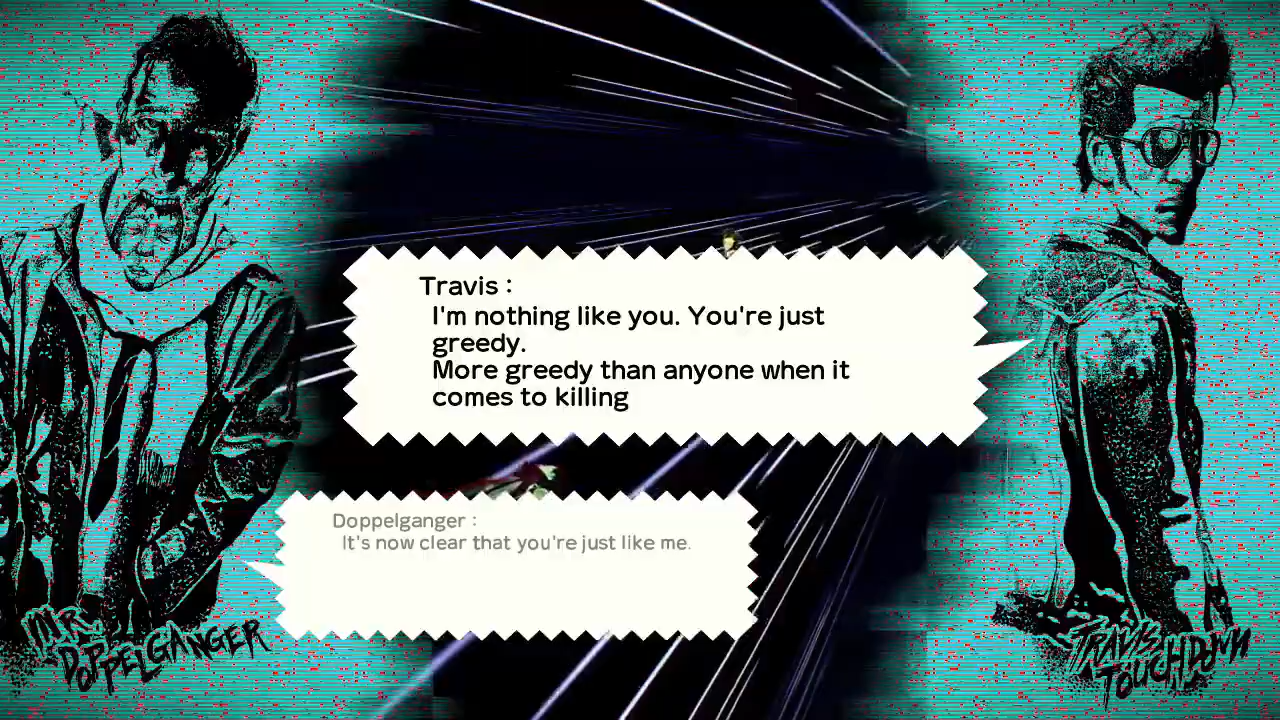 Travis :
I'm nothing like you. You're just
greedy.
More greedy than anyone when it
comes to killing
Doppelganger :
It's now clear that you're just like me.
MR
DOPPELGANGER
TRAVIS
TOUCHDOWN